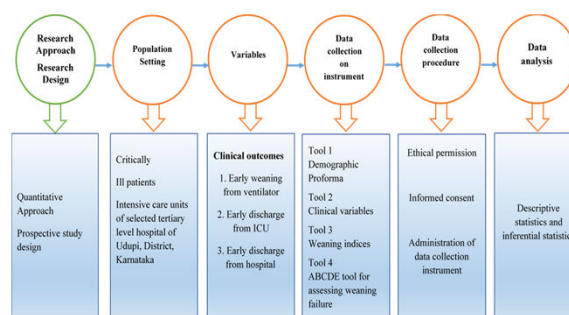 Research
Approach
Research
Design
Population
Setting
Variables
Data
collection
on
instrument
Data
collection
procedure
Data
analysis
Quantitative
Approach
Prospective study
design
Critically
Ill patients
Intensive care units
of selected tertiary
level hospital of
Udupi, District,
Karnataka
Clinical outcomes
1. Early weaning
from ventilator
2. Early discharge
from ICU
3. Early discharge
from hospital
Tool 1
Demographic
Proforma
Tool 2
Clinical variables
Tool 3
Weaning indices
Tool 4
ABCDE tool for
assessing weaning
failure
Ethical permission
Informed consent
Administration of
data collection
instrument
Descriptive
statistics and
inferential statistic